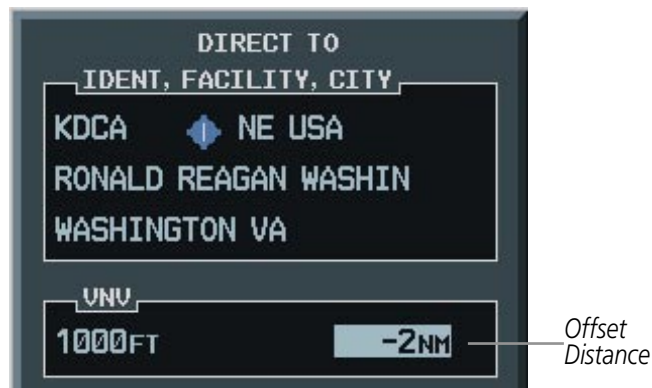 DIRECT TO
IDENT, FACILITY, CITY
KDCA NE USA
RONALD REAGAN WASHIN
WASHINGTON VA
VNV
1000FT -2NM
Offset
Distance